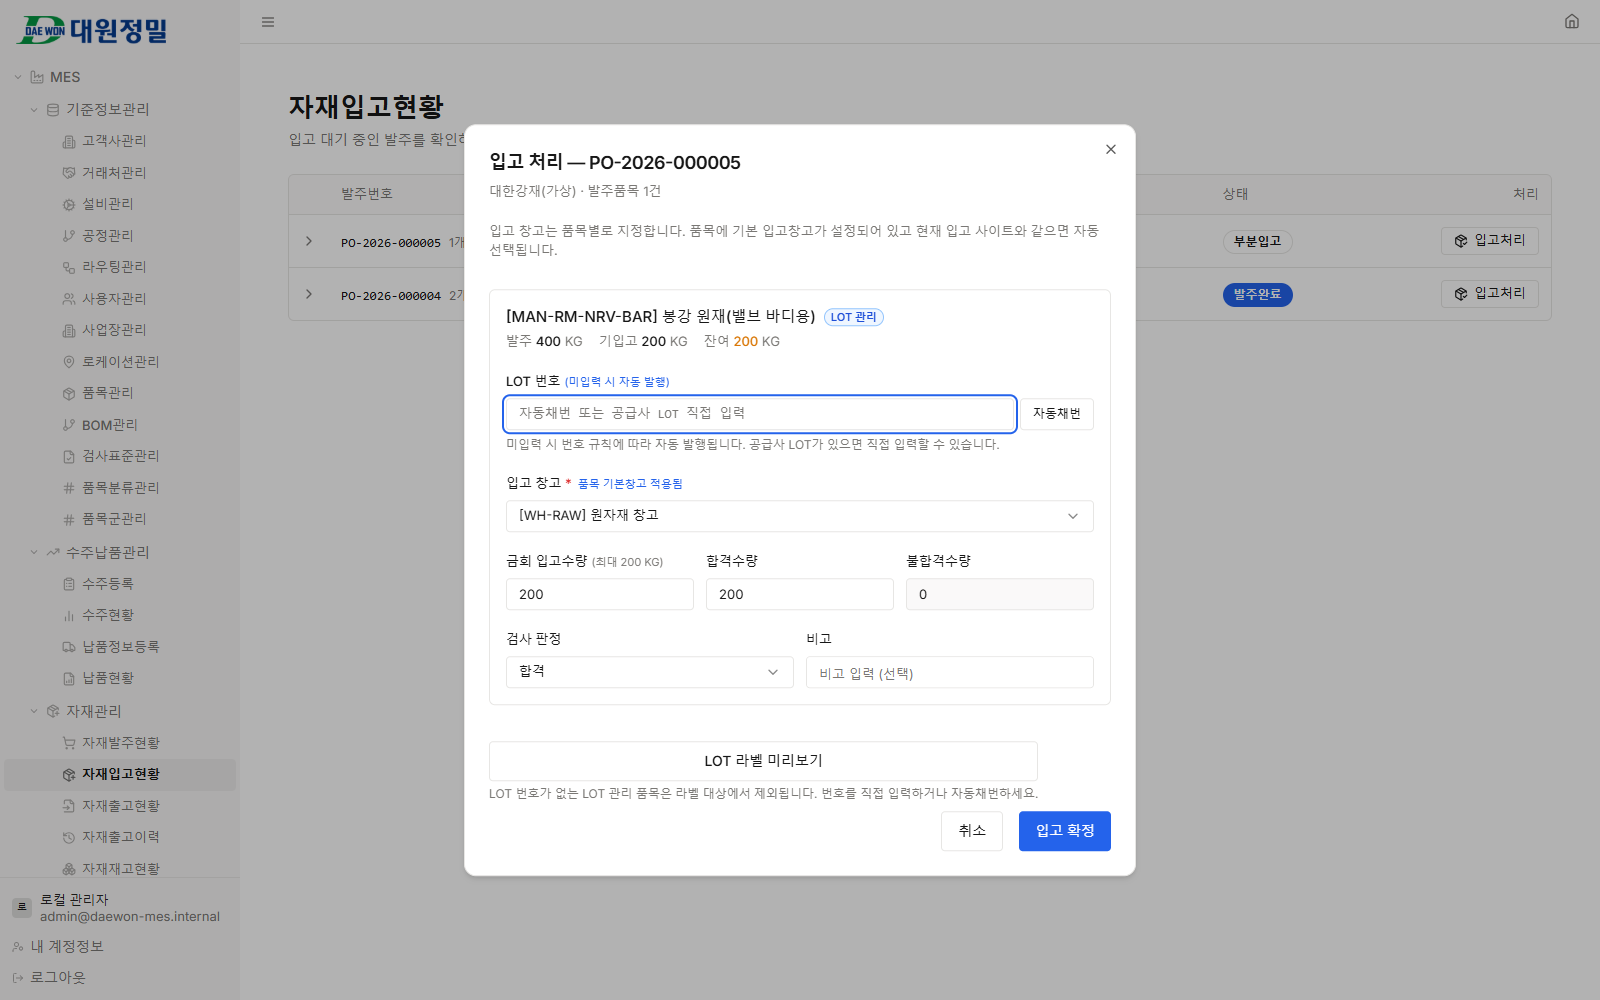 DAE WON 대원정밀
MES
기준정보관리
고객사관리
거래처관리
설비관리
공정관리
라우팅관리
사용자관리
사업장관리
로케이션관리
품목관리
BOM관리
검사표준관리
품목분류관리
품목군관리
수주납품관리
수주등록
수주현황
납품정보등록
납품현황
자재관리
자재발주현황
자재입고현황
자재출고현황
자재출고이력
자재재고현황
로
로컬 관리자
admin@daewon-mes.internal
내 계정정보
로그아웃
자재입고현황
입고 대기 중인 발주를 확인
발주번호 상태 처리
PO-2026-000005 부분입고 입고처리
PO-2026-000004 발주완료 입고처리
입고 처리 — PO-2026-000005
대한강재(가상) · 발주품목 1건
입고 창고는 품목별로 지정합니다. 품목에 기본 입고창고가 설정되어 있고 현재 입고 사이트와 같으면 자동
선택됩니다.
[MAN-RM-NRV-BAR] 봉강 원재(밸브 바디용) LOT 관리
발주 400 KG 기입고 200 KG 잔여 200 KG
LOT 번호 (미입력 시 자동 발행)
자동채번 또는 공급사 LOT 직접 입력 자동채번
미입력 시 번호 규칙에 따라 자동 발행됩니다. 공급사 LOT가 있으면 직접 입력할 수 있습니다.
입고 창고 * 품목 기본창고 적용됨
[WH-RAW] 원자재 창고
금회 입고수량 (최대 200 KG) 합격수량 불합격수량
200 200 0
검사 판정 비고
합격 비고 입력 (선택)
LOT 라벨 미리보기
LOT 번호가 없는 LOT 관리 품목은 라벨 대상에서 제외됩니다. 번호를 직접 입력하거나 자동채번하세요.
취소 입고 확정